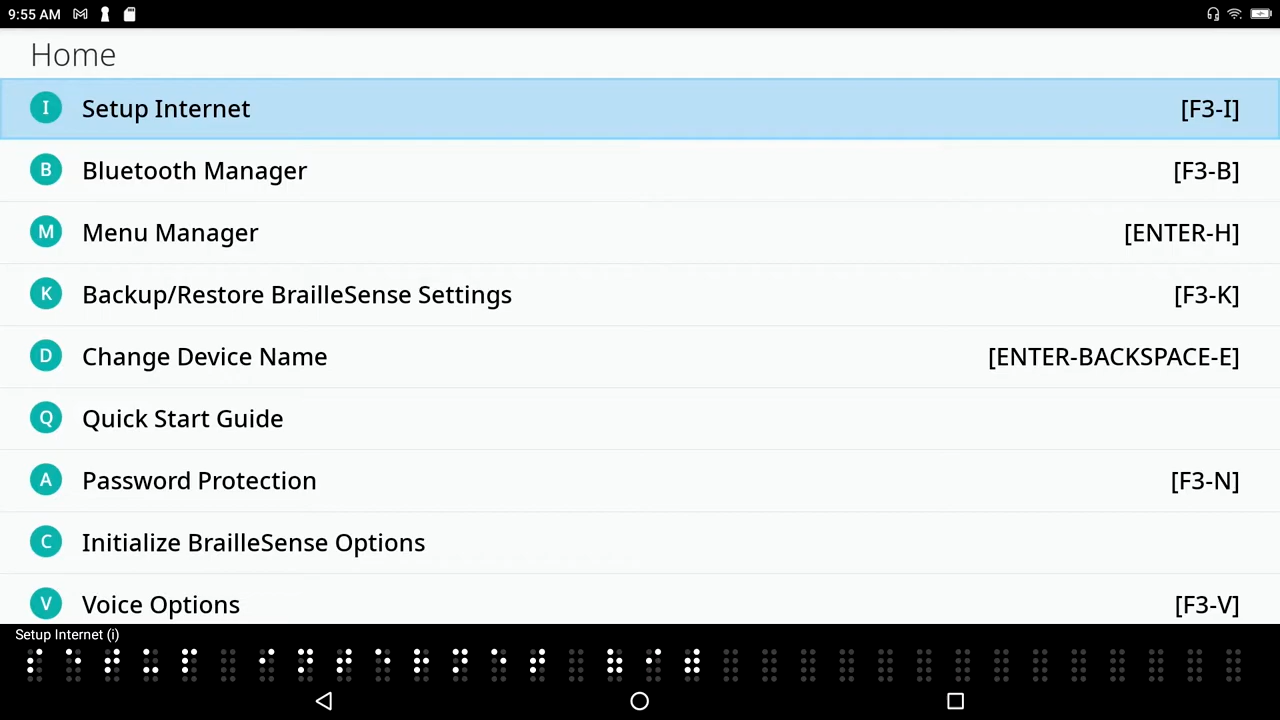 9:55 AM
Home
I Setup Internet [F3-I]
B Bluetooth Manager [F3-B]
M Menu Manager [ENTER-H]
K Backup/Restore BrailleSense Settings [F3-K]
D Change Device Name [ENTER-BACKSPACE-E]
Q Quick Start Guide
A Password Protection [F3-N]
C Initialize BrailleSense Options
V Voice Options [F3-V]
Setup Internet (i)